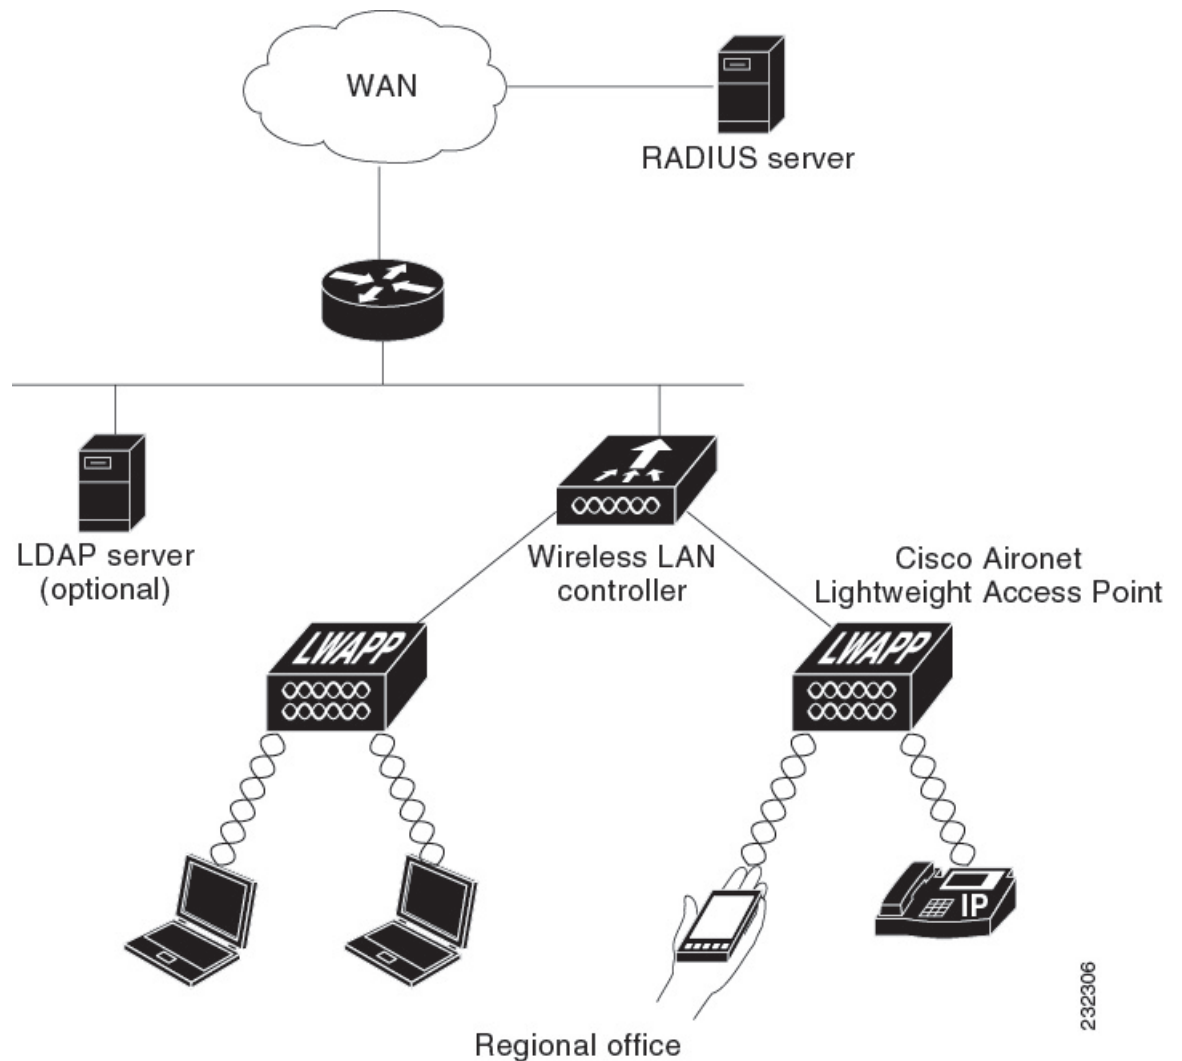 WAN
RADIUS server
LDAP server
(optional)
Wireless LAN
controller
Cisco Aironet
Lightweight Access Point
LWAPP
LWAPP
IP
232306
Regional office